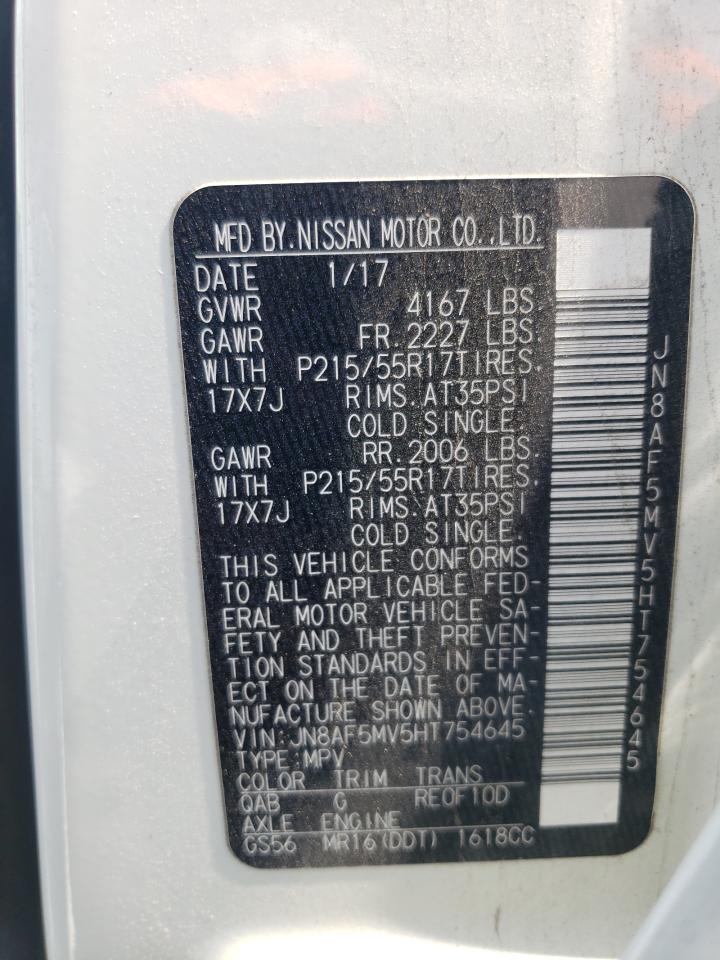 MFD BY.NISSAN MOTOR CO.,LTD.
DATE 1/17
GVWR 4167 LBS
GAWR FR.2227 LBS
WITH P215/55R17TIRES.
17X7J RIMS.AT35PSI
COLD SINGLE.
GAWR RR.2006 LBS.
WITH P215/55R17TIRES.
17X7J RIMS.AT35PSI
COLD SINGLE.
THIS VEHICLE CONFORMS
TO ALL APPLICABLE FED-
ERAL MOTOR VEHICLE SA-
FETY AND THEFT PREVEN-
TION STANDARDS IN EFF-
ECT ON THE DATE OF MA-
NUFACTURE SHOWN ABOVE.
VIN:JN8AF5MV5HT754645
TYPE:MPV
COLOR TRIM TRANS
QAB G RE0F10D
AXLE ENGINE
GS56 MR16(DDT) 1618CC
JN8AF5MV5HT754645